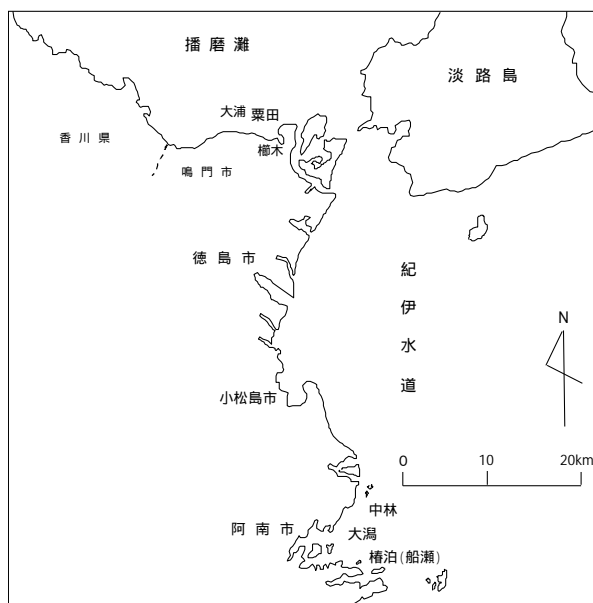 播磨灘
淡路島
大浦 粟田
香川県
櫛木
鳴門市
徳島市
紀伊水道
N
小松島市
0 10 20km
中林
阿南市
大潟
椿泊(船瀬)